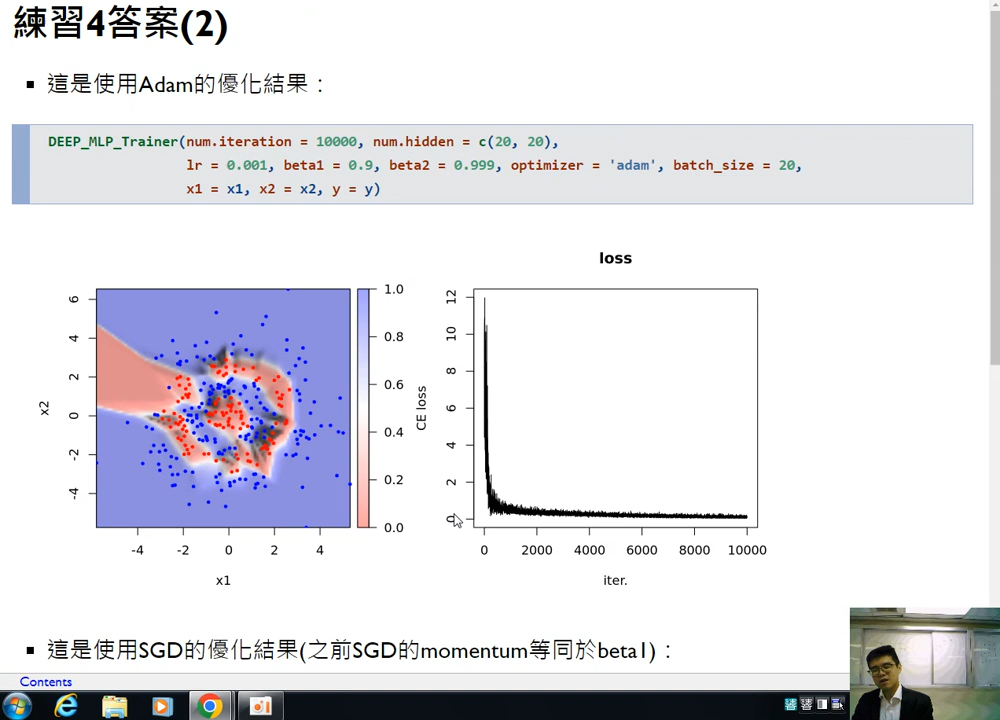 練習4答案(2)
▪ 這是使用Adam的優化結果：
DEEP_MLP_Trainer(num.iteration = 10000, num.hidden = c(20, 20),
lr = 0.001, beta1 = 0.9, beta2 = 0.999, optimizer = 'adam', batch_size = 20,
x1 = x1, x2 = x2, y = y)
6
4
2
0
-2
-4
x2
-4 -2 0 2 4
x1
1.0
0.8
0.6
0.4
0.2
0.0
loss
12
10
8
6
4
2
0
CE loss
0 2000 4000 6000 8000 10000
iter.
▪ 這是使用SGD的優化結果(之前SGD的momentum等同於beta1)：
Contents